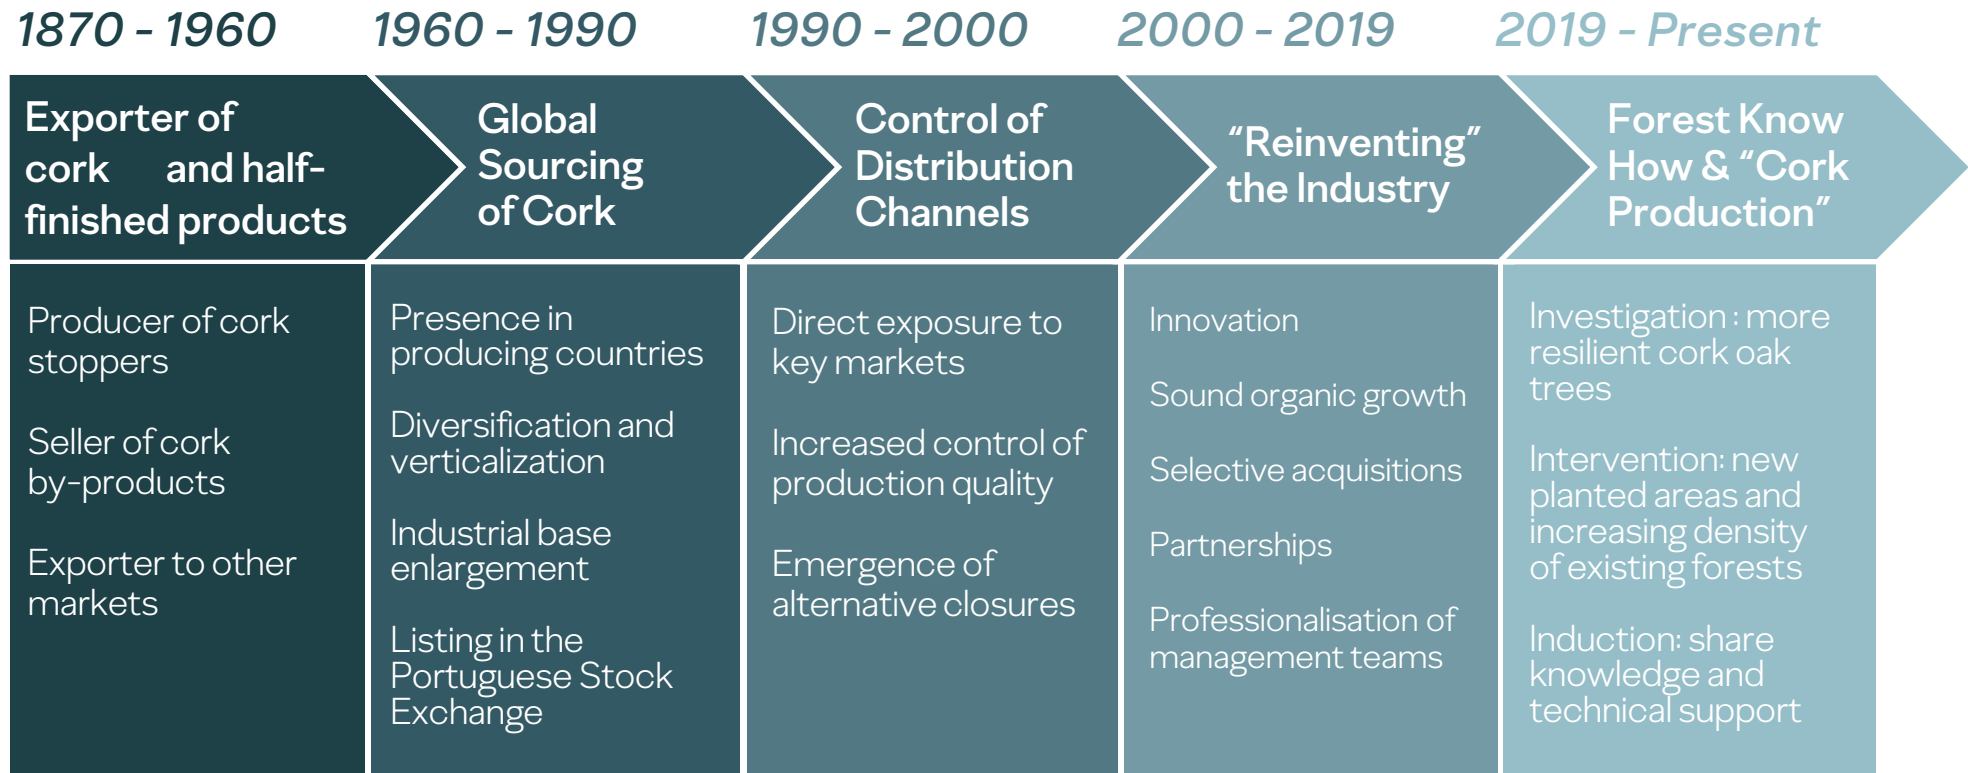 1870 - 1960
1960 - 1990
1990 - 2000
2000 - 2019
2019 - Present
Exporter of
cork and half-
finished products
Global
Sourcing
of Cork
Control of
Distribution
Channels
“Reinventing”
the Industry
Forest Know
How & “Cork
Production”
Producer of cork
stoppers
Seller of cork
by-products
Exporter to other
markets
Presence in
producing countries
Diversification and
verticalization
Industrial base
enlargement
Listing in the
Portuguese Stock
Exchange
Direct exposure to
key markets
Increased control of
production quality
Emergence of
alternative closures
Innovation
Sound organic growth
Selective acquisitions
Partnerships
Professionalisation of
management teams
Investigation : more
resilient cork oak
trees
Intervention: new
planted areas and
increasing density
of existing forests
Induction: share
knowledge and
technical support